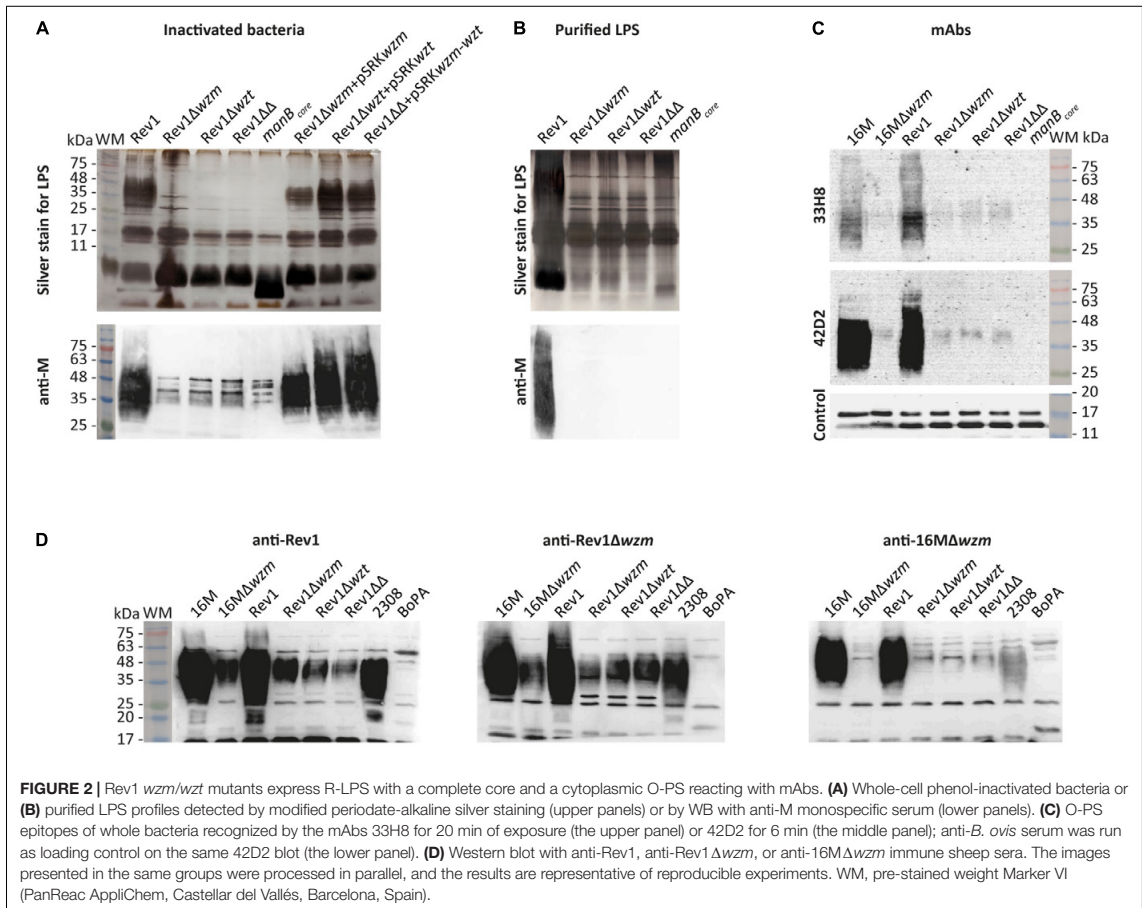 A
Inactivated bacteria
kDa WM Rev1 Rev1Δwzm Rev1Δwzt Rev1ΔΔ manB core Rev1Δwzm+pSRKwzm Rev1Δwzt+pSRKwzt Rev1ΔΔ+pSRKwzm-wzt
Silver stain for LPS
75 -
48 -
35 -
25 -
17 -
11 -
anti-M
75 -
63 -
48 -
35 -
25 -
B
Purified LPS
Rev1 Rev1Δwzm Rev1Δwzt Rev1ΔΔ manB core
Silver stain for LPS
anti-M
C
mAbs
16M 16MΔwzm Rev1 Rev1Δwzm Rev1Δwzt Rev1ΔΔ manB core WM kDa
33H8
- 75
- 63
- 48
- 35
- 25
42D2
- 75
- 63
- 48
- 35
- 25
Control
- 20
- 17
- 11
D
anti-Rev1
kDa WM 16M 16MΔwzm Rev1 Rev1Δwzm Rev1Δwzt Rev1ΔΔ 2308 BoPA
75 -
63 -
48 -
35 -
25 -
20 -
17 -
anti-Rev1Δwzm
16M 16MΔwzm Rev1 Rev1Δwzm Rev1Δwzt Rev1ΔΔ 2308 BoPA
anti-16MΔwzm
16M 16MΔwzm Rev1 Rev1Δwzm Rev1Δwzt Rev1ΔΔ 2308 BoPA
FIGURE 2 | Rev1 wzm/wzt mutants express R-LPS with a complete core and a cytoplasmic O-PS reacting with mAbs. (A) Whole-cell phenol-inactivated bacteria or
(B) purified LPS profiles detected by modified periodate-alkaline silver staining (upper panels) or by WB with anti-M monospecific serum (lower panels). (C) O-PS
epitopes of whole bacteria recognized by the mAbs 33H8 for 20 min of exposure (the upper panel) or 42D2 for 6 min (the middle panel); anti-B. ovis serum was run
as loading control on the same 42D2 blot (the lower panel). (D) Western blot with anti-Rev1, anti-Rev1Δwzm, or anti-16MΔwzm immune sheep sera. The images
presented in the same groups were processed in parallel, and the results are representative of reproducible experiments. WM, pre-stained weight Marker VI
(PanReac AppliChem, Castellar del Vallés, Barcelona, Spain).